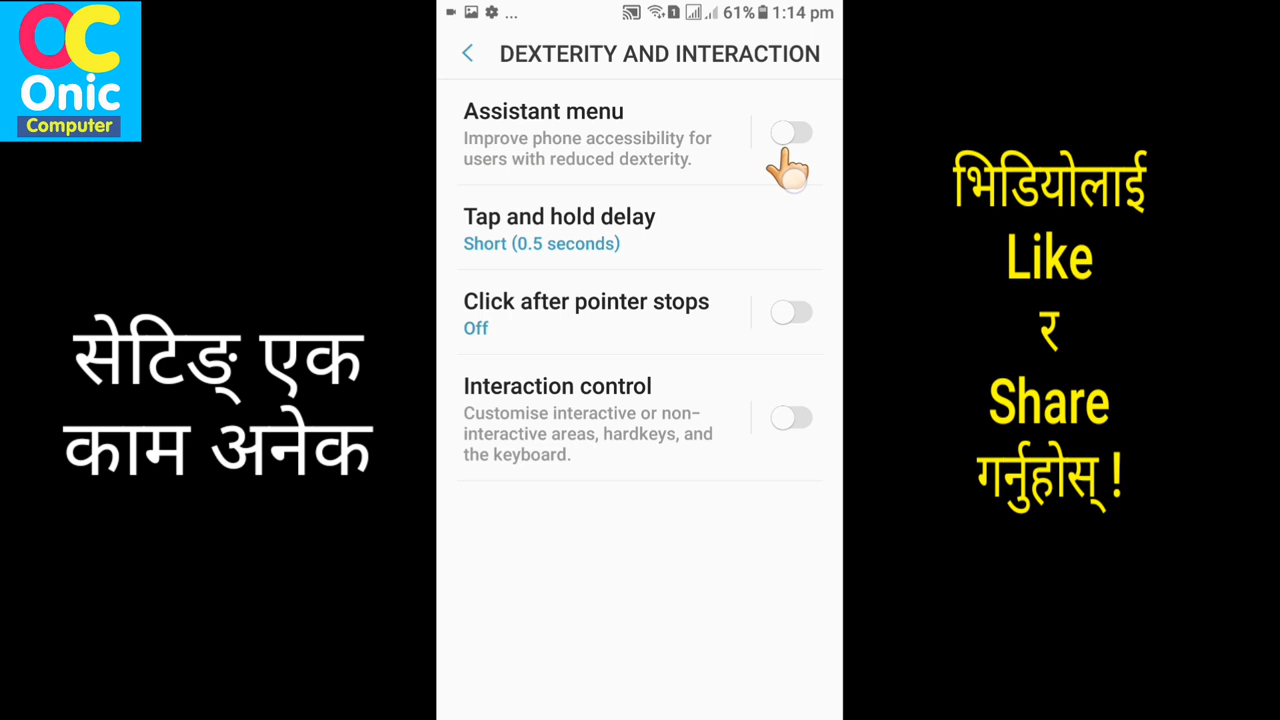 OC
Onic
Computer
... 1 61% 1:14 pm
DEXTERITY AND INTERACTION
Assistant menu
Improve phone accessibility for
users with reduced dexterity.
Tap and hold delay
Short (0.5 seconds)
Click after pointer stops
Off
Interaction control
Customise interactive or non-
interactive areas, hardkeys, and
the keyboard.
सेटिङ् एक
काम अनेक
भिडियोलाई
Like
र
Share
गर्नुहोस् !